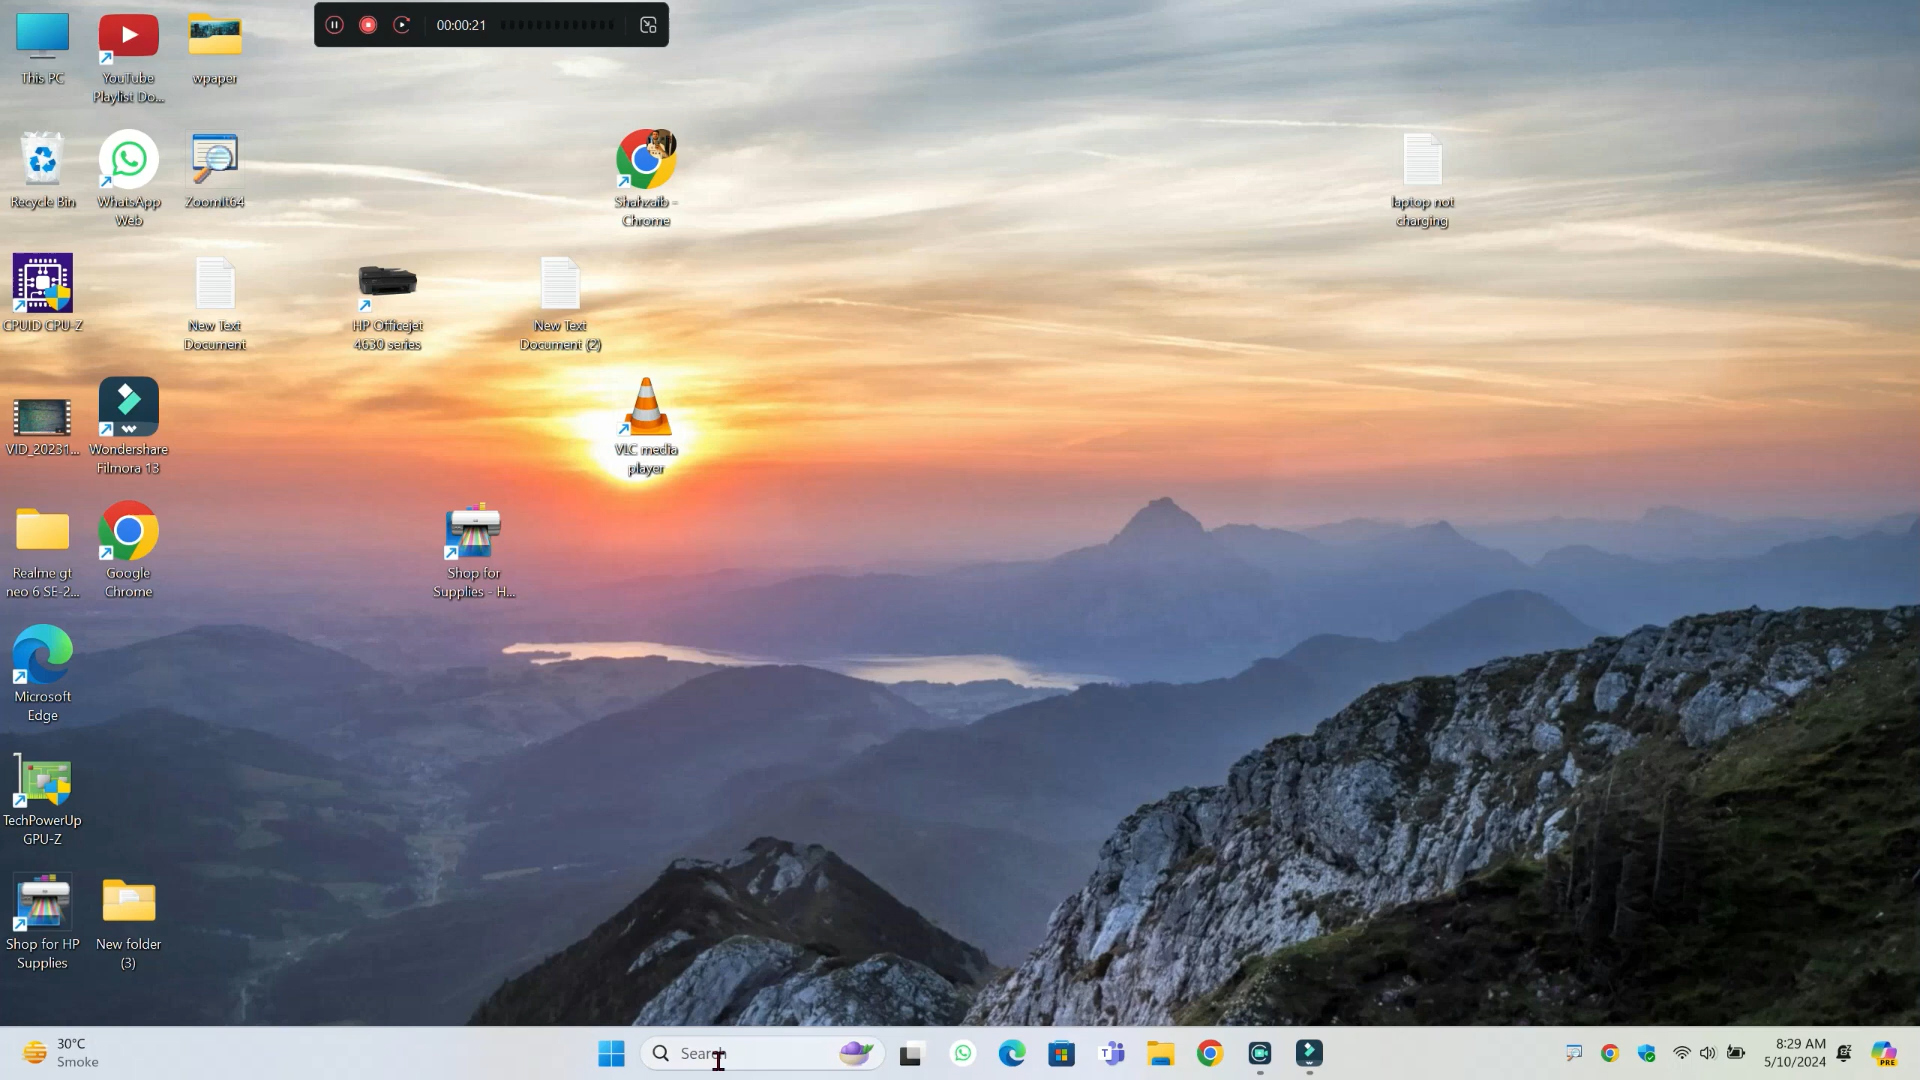 00:00:21
This PC
YouTube
Playlist Do...
wpaper
Recycle Bin
WhatsApp
Web
ZoomIt64
Shahzaib -
Chrome
laptop not
charging
CPUID CPU-Z
New Text
Document
HP Officejet
4630 series
New Text
Document (2)
VID_20231...
Wondershare
Filmora 13
VLC media
player
Realme gt
neo 6 SE-2...
Google
Chrome
Shop for
Supplies - H...
Microsoft
Edge
TechPowerUp
GPU-Z
Shop for HP
Supplies
New folder
(3)
30°C
Smoke
Search
8:29 AM
5/10/2024
PRE